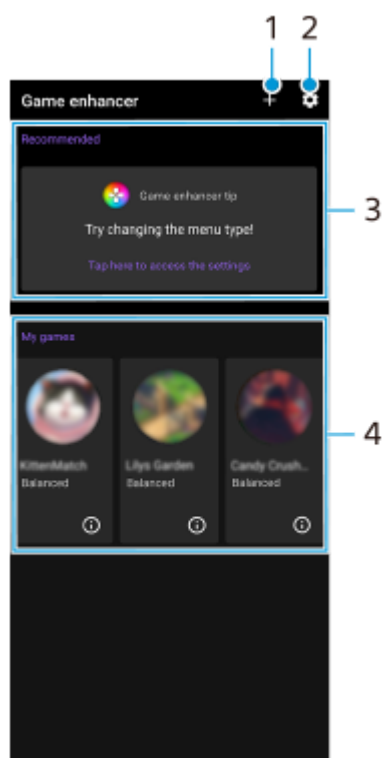 1 2
Game enhancer
Recommended
Game enhancer tip
Try changing the menu type!
Tap here to access the settings
3
My games
4
KittenMatch Lilys Garden Candy Crush...
Balanced Balanced Balanced